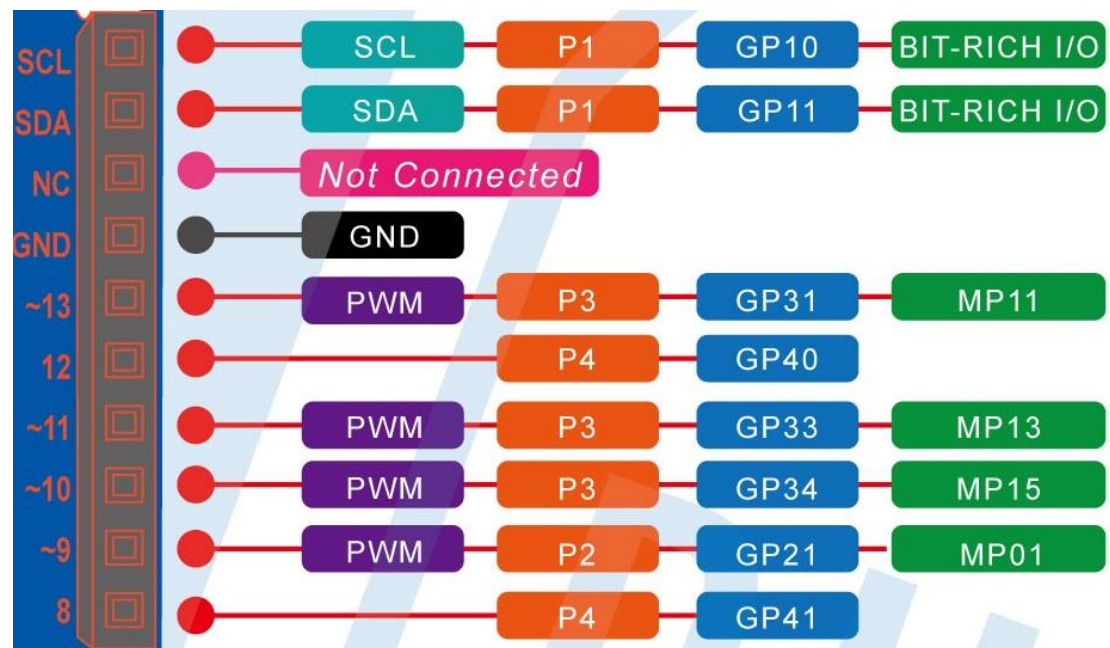 SCL SCL P1 GP10 BIT-RICH I/O
SDA SDA P1 GP11 BIT-RICH I/O
NC Not Connected
GND GND
~13 PWM P3 GP31 MP11
12 P4 GP40
~11 PWM P3 GP33 MP13
~10 PWM P3 GP34 MP15
~9 PWM P2 GP21 MP01
8 P4 GP41